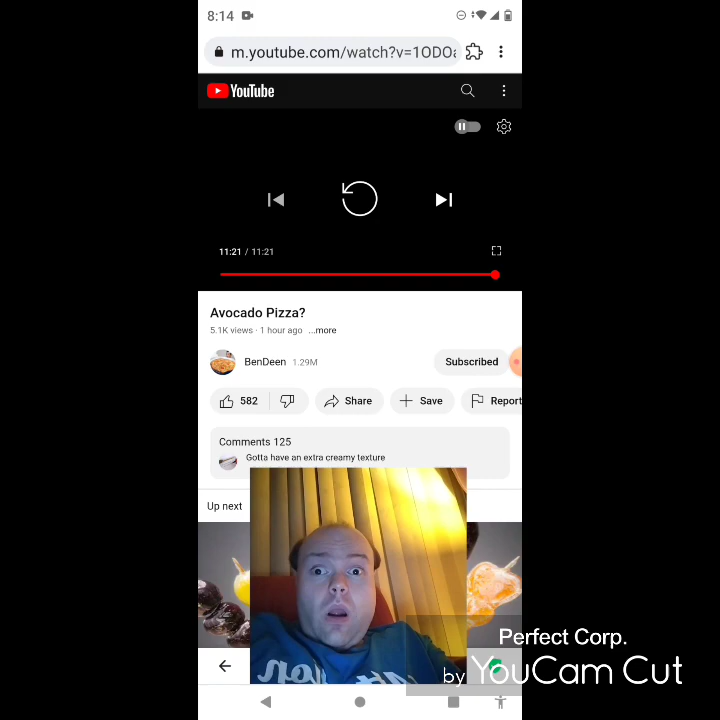 8:14
m.youtube.com/watch?v=1ODOa
YouTube
11:21 / 11:21
Avocado Pizza?
5.1K views · 1 hour ago ...more
BenDeen 1.29M
Subscribed
582
Share
Save
Report
Comments 125
Gotta have an extra creamy texture
Up next
Perfect Corp.
by YouCam Cut